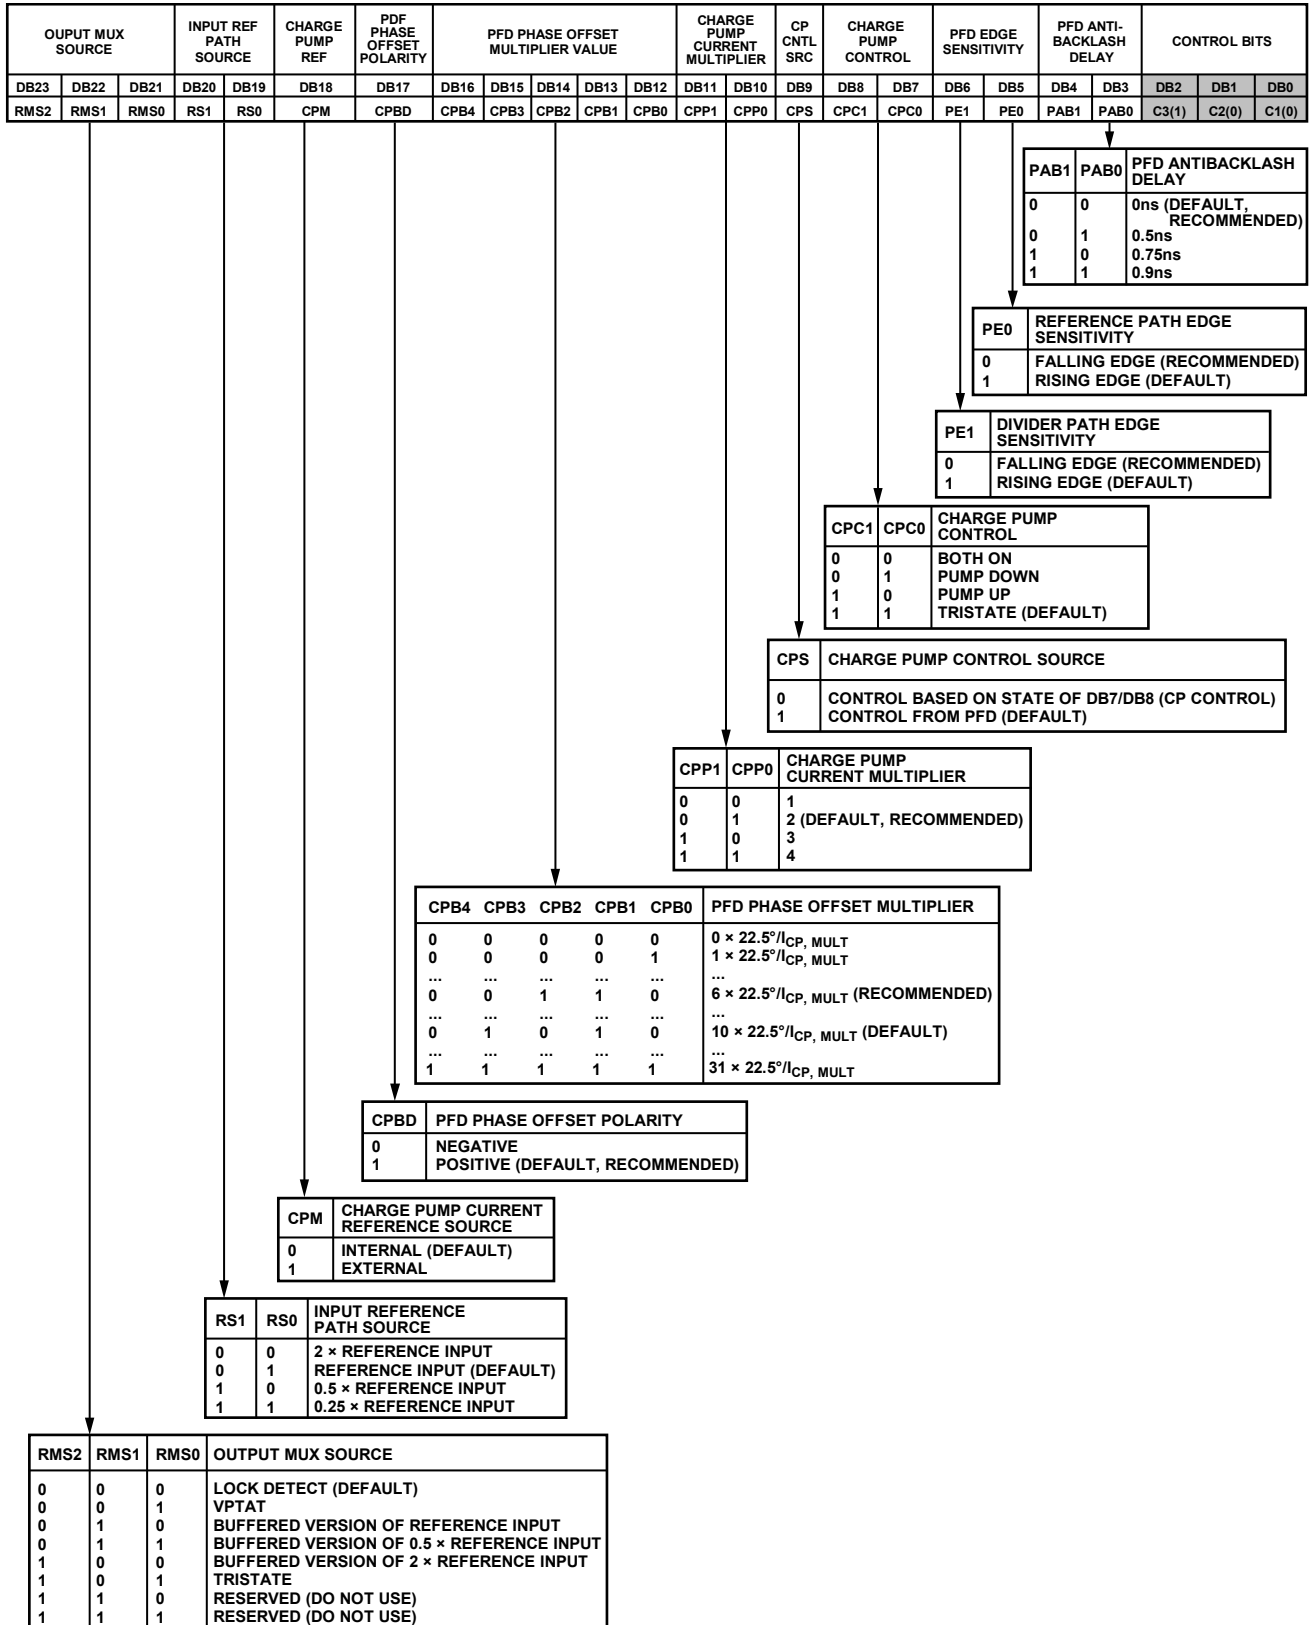 OUPUT MUX SOURCE
INPUT REF PATH SOURCE
CHARGE PUMP REF
PDF PHASE OFFSET POLARITY
PFD PHASE OFFSET MULTIPLIER VALUE
CHARGE PUMP CURRENT MULTIPLIER
CP CNTL SRC
CHARGE PUMP CONTROL
PFD EDGE SENSITIVITY
PFD ANTI-BACKLASH DELAY
CONTROL BITS
DB23 DB22 DB21 DB20 DB19 DB18 DB17 DB16 DB15 DB14 DB13 DB12 DB11 DB10 DB9 DB8 DB7 DB6 DB5 DB4 DB3 DB2 DB1 DB0
RMS2 RMS1 RMS0 RS1 RS0 CPM CPBD CPB4 CPB3 CPB2 CPB1 CPB0 CPP1 CPP0 CPS CPC1 CPC0 PE1 PE0 PAB1 PAB0 C3(1) C2(0) C1(0)
PAB1 PAB0 PFD ANTIBACKLASH
DELAY
0 0 0ns (DEFAULT,
RECOMMENDED)
0 1 0.5ns
1 0 0.75ns
1 1 0.9ns
PE0 REFERENCE PATH EDGE
SENSITIVITY
0 FALLING EDGE (RECOMMENDED)
1 RISING EDGE (DEFAULT)
PE1 DIVIDER PATH EDGE
SENSITIVITY
0 FALLING EDGE (RECOMMENDED)
1 RISING EDGE (DEFAULT)
CPC1 CPC0 CHARGE PUMP
CONTROL
0 0 BOTH ON
0 1 PUMP DOWN
1 0 PUMP UP
1 1 TRISTATE (DEFAULT)
CPS CHARGE PUMP CONTROL SOURCE
0 CONTROL BASED ON STATE OF DB7/DB8 (CP CONTROL)
1 CONTROL FROM PFD (DEFAULT)
CPP1 CPP0 CHARGE PUMP
CURRENT MULTIPLIER
0 0 1
0 1 2 (DEFAULT, RECOMMENDED)
1 0 3
1 1 4
CPB4 CPB3 CPB2 CPB1 CPB0 PFD PHASE OFFSET MULTIPLIER
0 0 0 0 0 0 × 22.5°/ICP, MULT
0 0 0 0 1 1 × 22.5°/ICP, MULT
... ... ... ... ... ...
0 0 1 1 0 6 × 22.5°/ICP, MULT (RECOMMENDED)
... ... ... ... ... ...
0 1 0 1 0 10 × 22.5°/ICP, MULT (DEFAULT)
... ... ... ... ... ...
1 1 1 1 1 31 × 22.5°/ICP, MULT
CPBD PFD PHASE OFFSET POLARITY
0 NEGATIVE
1 POSITIVE (DEFAULT, RECOMMENDED)
CPM CHARGE PUMP CURRENT
REFERENCE SOURCE
0 INTERNAL (DEFAULT)
1 EXTERNAL
RS1 RS0 INPUT REFERENCE
PATH SOURCE
0 0 2 × REFERENCE INPUT
0 1 REFERENCE INPUT (DEFAULT)
1 0 0.5 × REFERENCE INPUT
1 1 0.25 × REFERENCE INPUT
RMS2 RMS1 RMS0 OUTPUT MUX SOURCE
0 0 0 LOCK DETECT (DEFAULT)
0 0 1 VPTAT
0 1 0 BUFFERED VERSION OF REFERENCE INPUT
0 1 1 BUFFERED VERSION OF 0.5 × REFERENCE INPUT
1 0 0 BUFFERED VERSION OF 2 × REFERENCE INPUT
1 0 1 TRISTATE
1 1 0 RESERVED (DO NOT USE)
1 1 1 RESERVED (DO NOT USE)